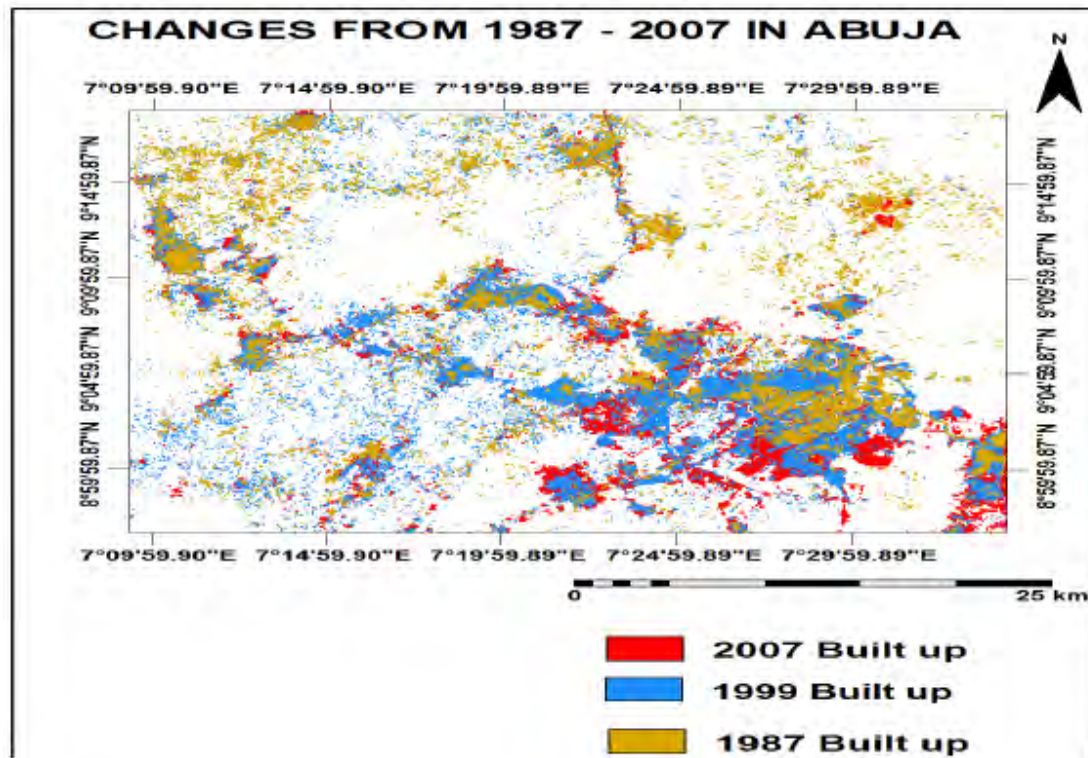 CHANGES FROM 1987 - 2007 IN ABUJA
N
7°09'59.90"E 7°14'59.90"E 7°19'59.89"E 7°24'59.89"E 7°29'59.89"E
9°14'59.87"N
9°09'59.87"N
9°04'59.87"N
8°59'59.87"N
9°14'59.87"N
9°09'59.87"N
9°04'59.87"N
8°59'59.87"N
7°09'59.90"E 7°14'59.90"E 7°19'59.89"E 7°24'59.89"E 7°29'59.89"E
0 25 km
2007 Built up
1999 Built up
1987 Built up